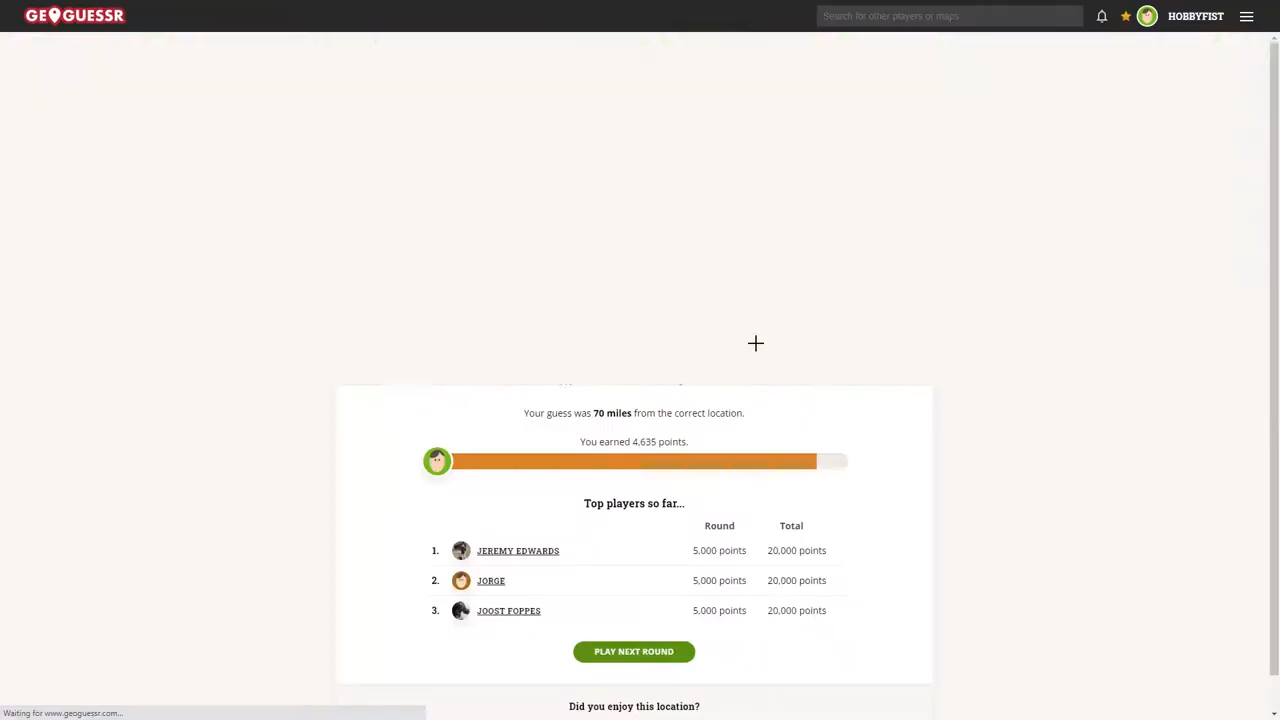 GEOGUESSR
Search for other players or maps
HOBBYFIST
Your guess was 70 miles from the correct location.
You earned 4,635 points.
Top players so far...
Round Total
1. JEREMY EDWARDS 5,000 points 20,000 points
2. JORGE 5,000 points 20,000 points
3. JOOST FOPPES 5,000 points 20,000 points
PLAY NEXT ROUND
Did you enjoy this location?
Waiting for www.geoguessr.com...